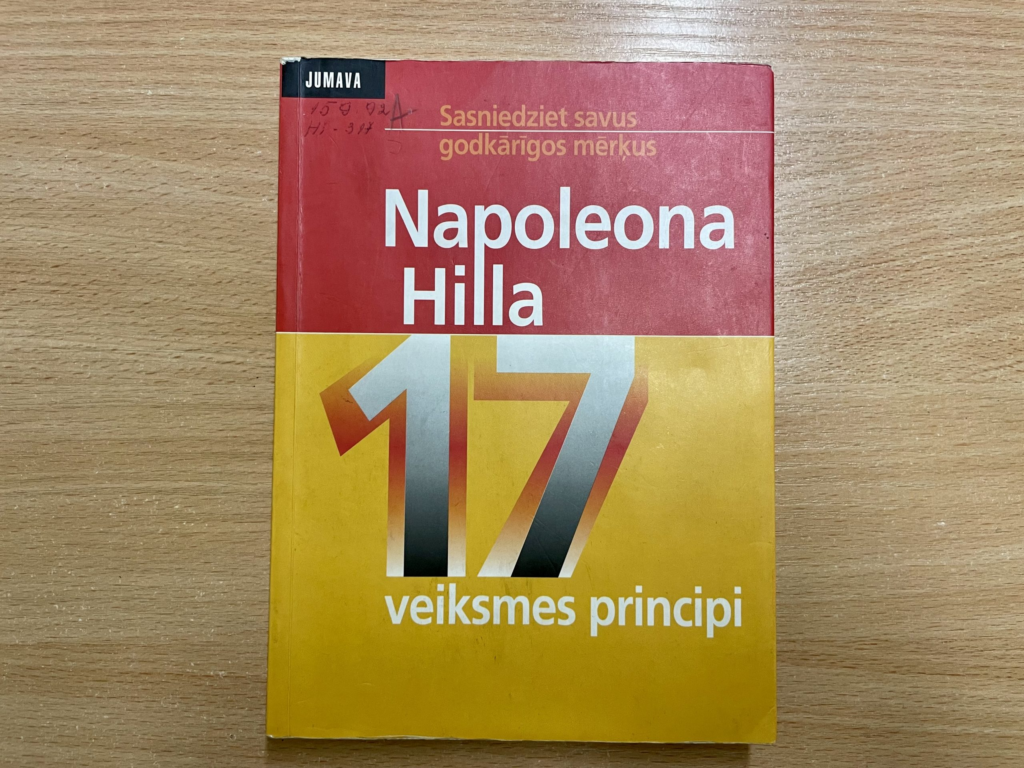 JUMAVA
Sasniedziet savus
godkārīgos mērķus
Napoleona
Hilla
17
veiksmes principi